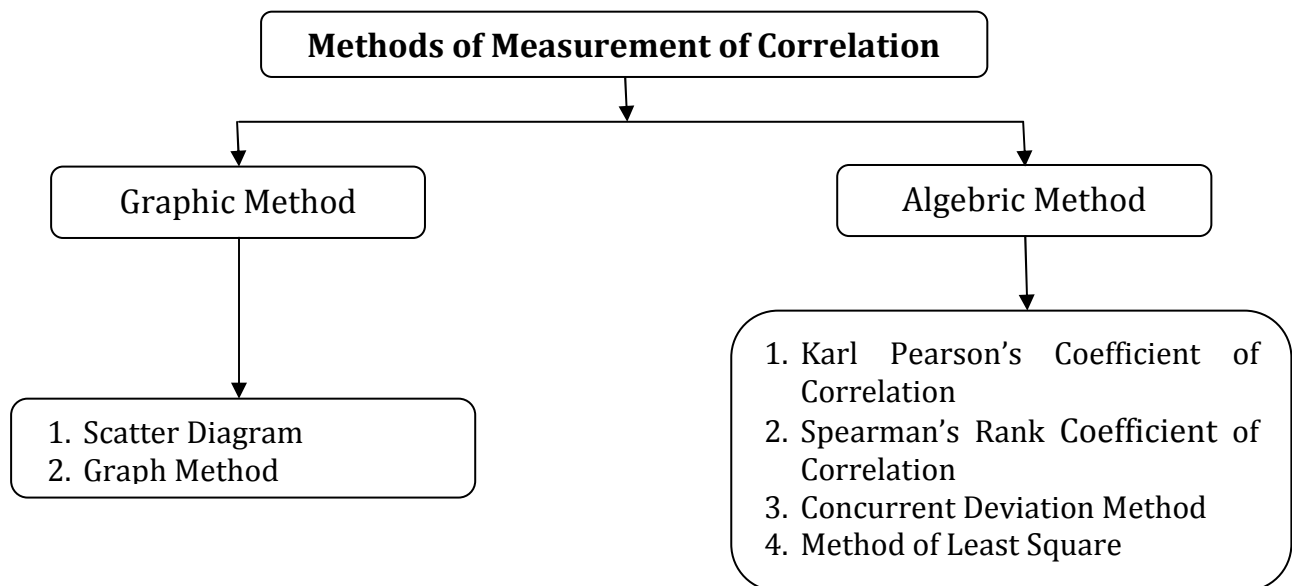 Methods of Measurement of Correlation
Graphic Method
Algebric Method
1. Scatter Diagram
2. Graph Method
1. Karl Pearson’s Coefficient of
Correlation
2. Spearman’s Rank Coefficient of
Correlation
3. Concurrent Deviation Method
4. Method of Least Square